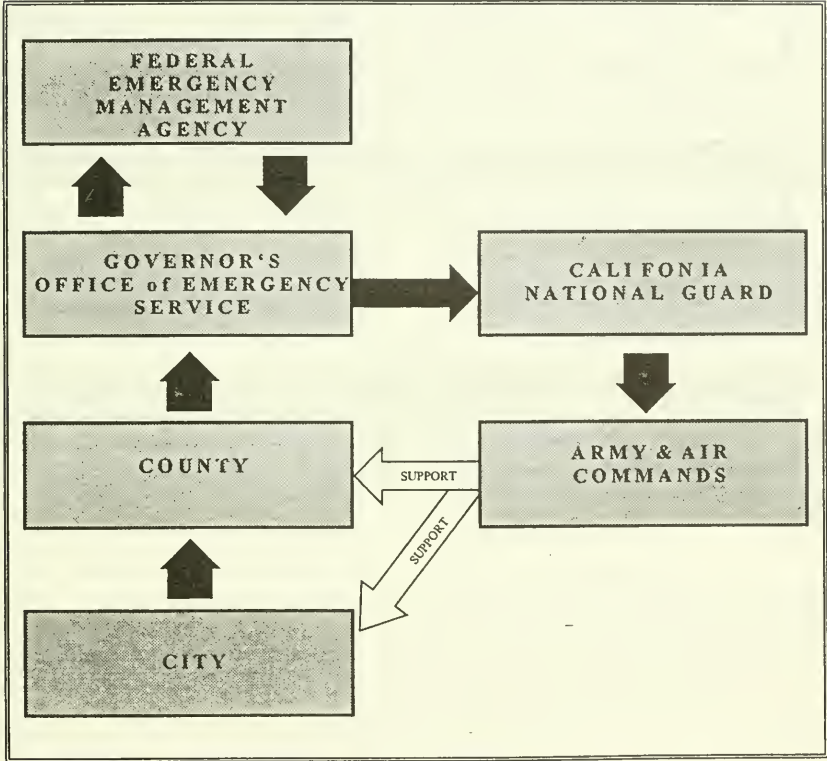 FEDERAL
EMERGENCY
MANAGEMENT
AGENCY
GOVERNOR'S
OFFICE of EMERGENCY
SERVICE
CALIFONIA
NATIONAL GUARD
COUNTY
SUPPORT
ARMY & AIR
COMMANDS
SUPPORT
CITY